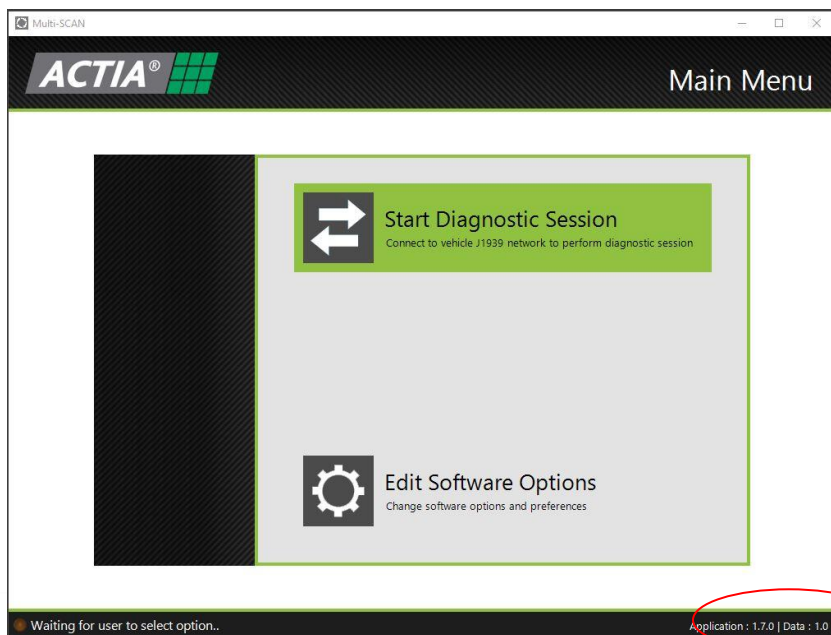 Multi-SCAN
ACTIA®
Main Menu
Start Diagnostic Session
Connect to vehicle J1939 network to perform diagnostic session
Edit Software Options
Change software options and preferences
Waiting for user to select option..
Application : 1.7.0 | Data : 1.0